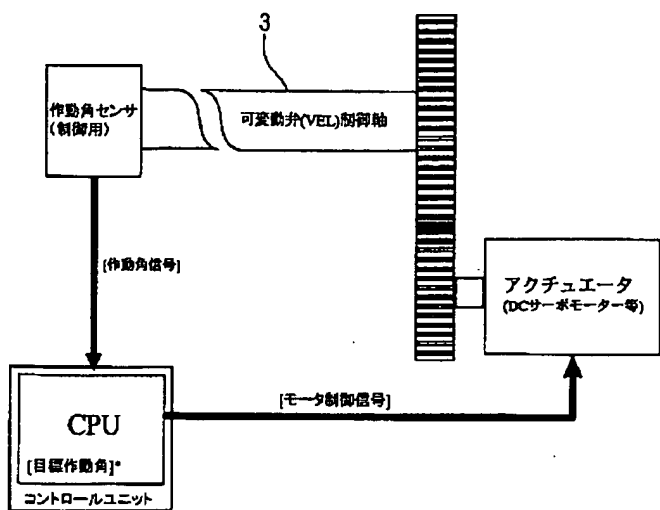 3
作動角センサ
(制御用)
可変動弁(VEL)制御軸
[作動角信号]
アクチュエータ
(DCサーボモーター等)
[モータ制御信号]
CPU
[目標作動角]*
コントロールユニット